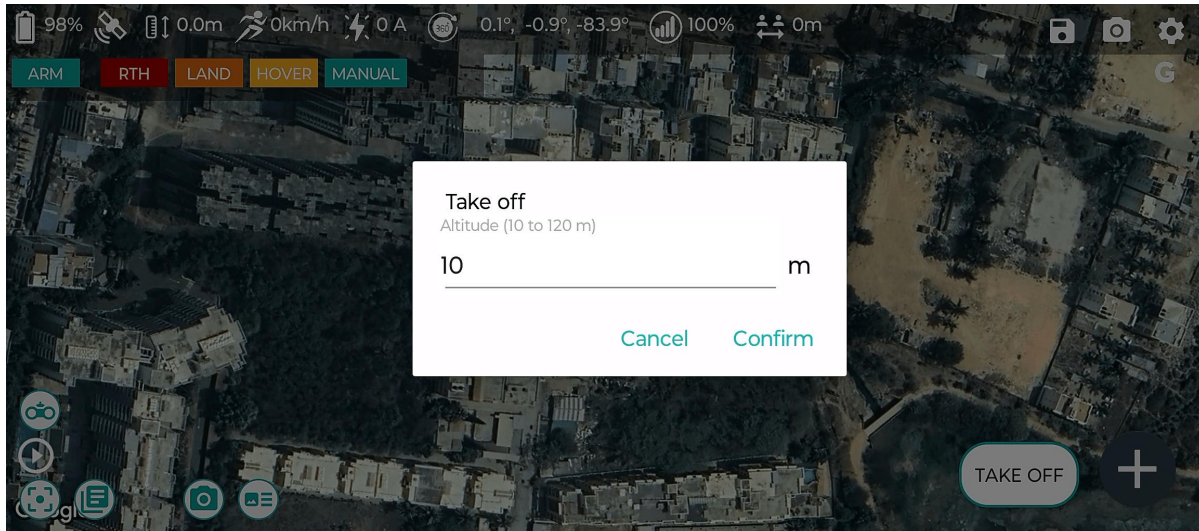 98% 0.0m 0km/h 0 A 360° 0.1°, -0.9°, -83.9° 100% 0m
ARM RTH LAND HOVER MANUAL G
Take off
Altitude (10 to 120 m)
10 m
Cancel Confirm
TAKE OFF